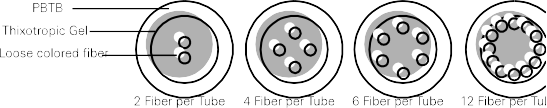 PBTB
Thixotropic Gel
Loose colored fiber
2 Fiber per Tube
4 Fiber per Tube
6 Fiber per Tube
12 Fiber per Tu